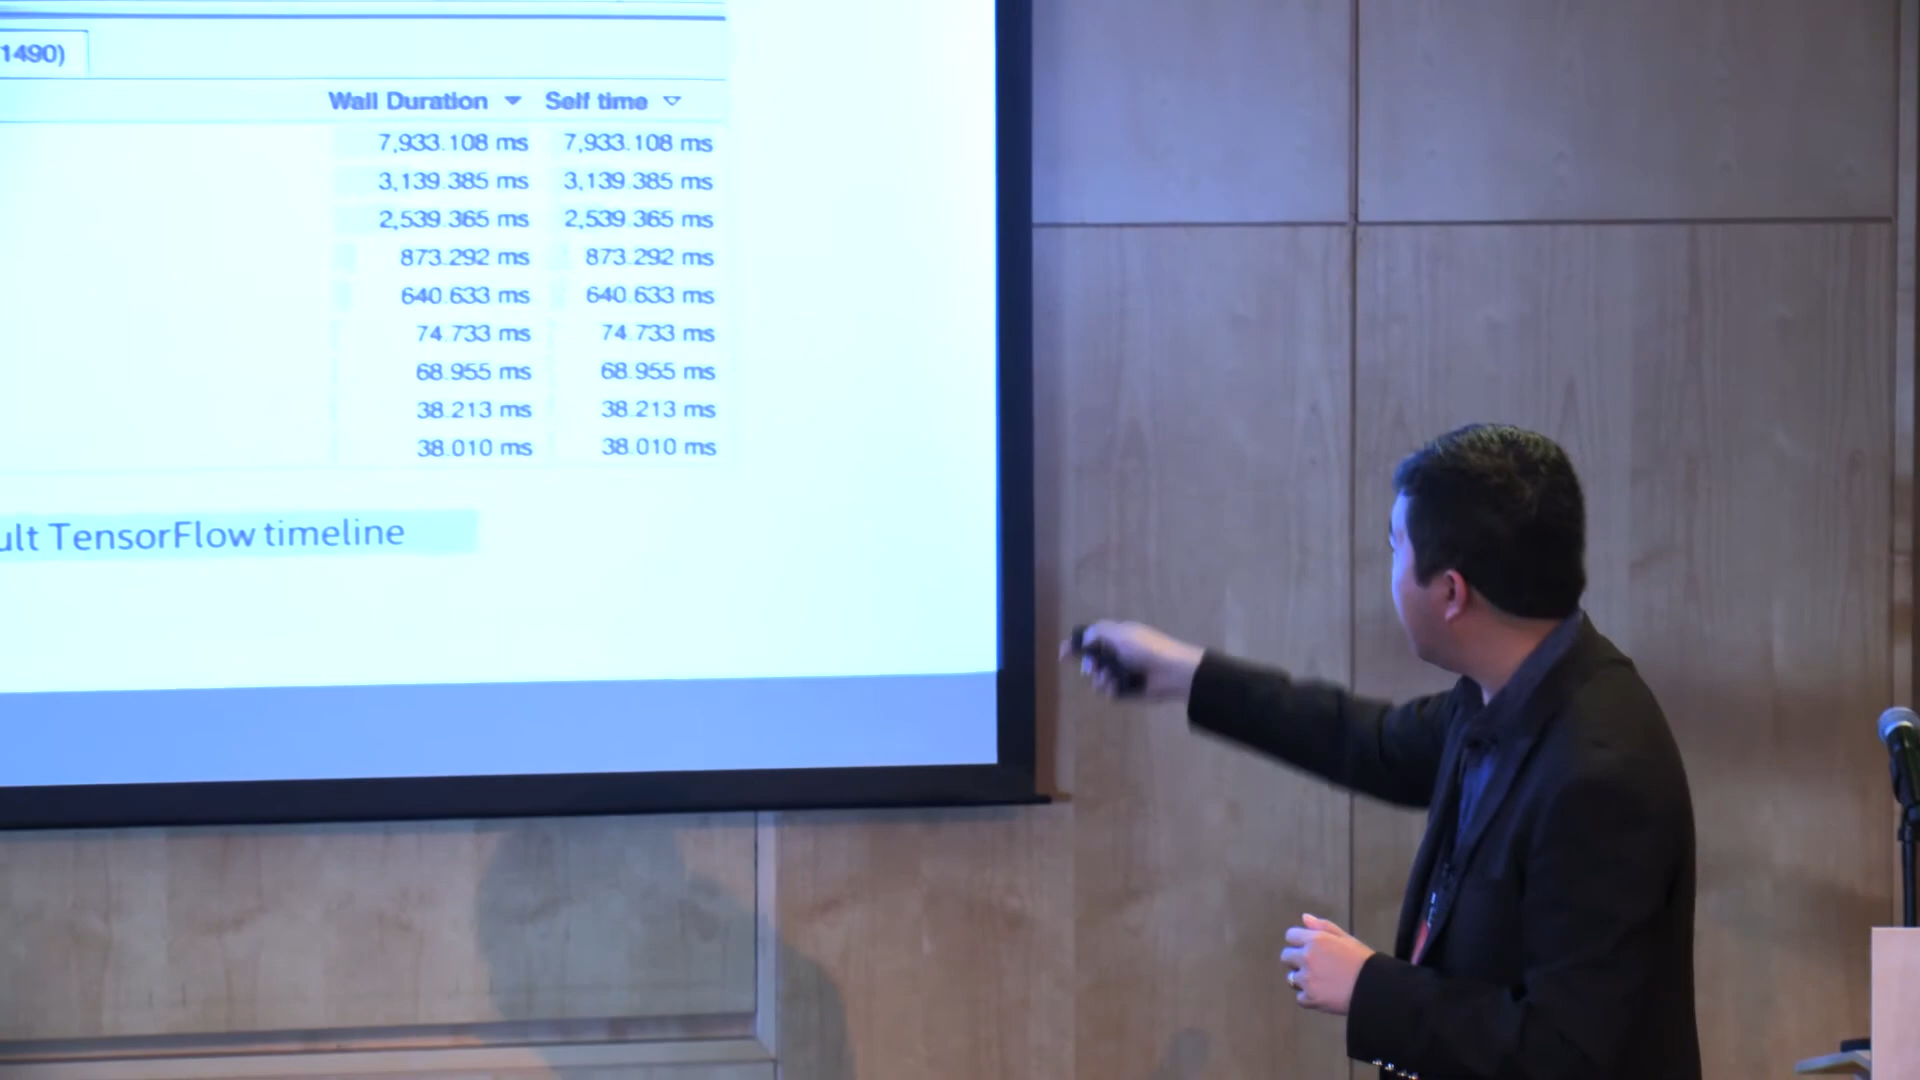 1490)
Wall Duration ▼ Self time ▽
7,933.108 ms 7,933.108 ms
3,139.385 ms 3,139.385 ms
2,539.365 ms 2,539.365 ms
873.292 ms 873.292 ms
640.633 ms 640.633 ms
74.733 ms 74.733 ms
68.955 ms 68.955 ms
38.213 ms 38.213 ms
38.010 ms 38.010 ms
ult TensorFlow timeline